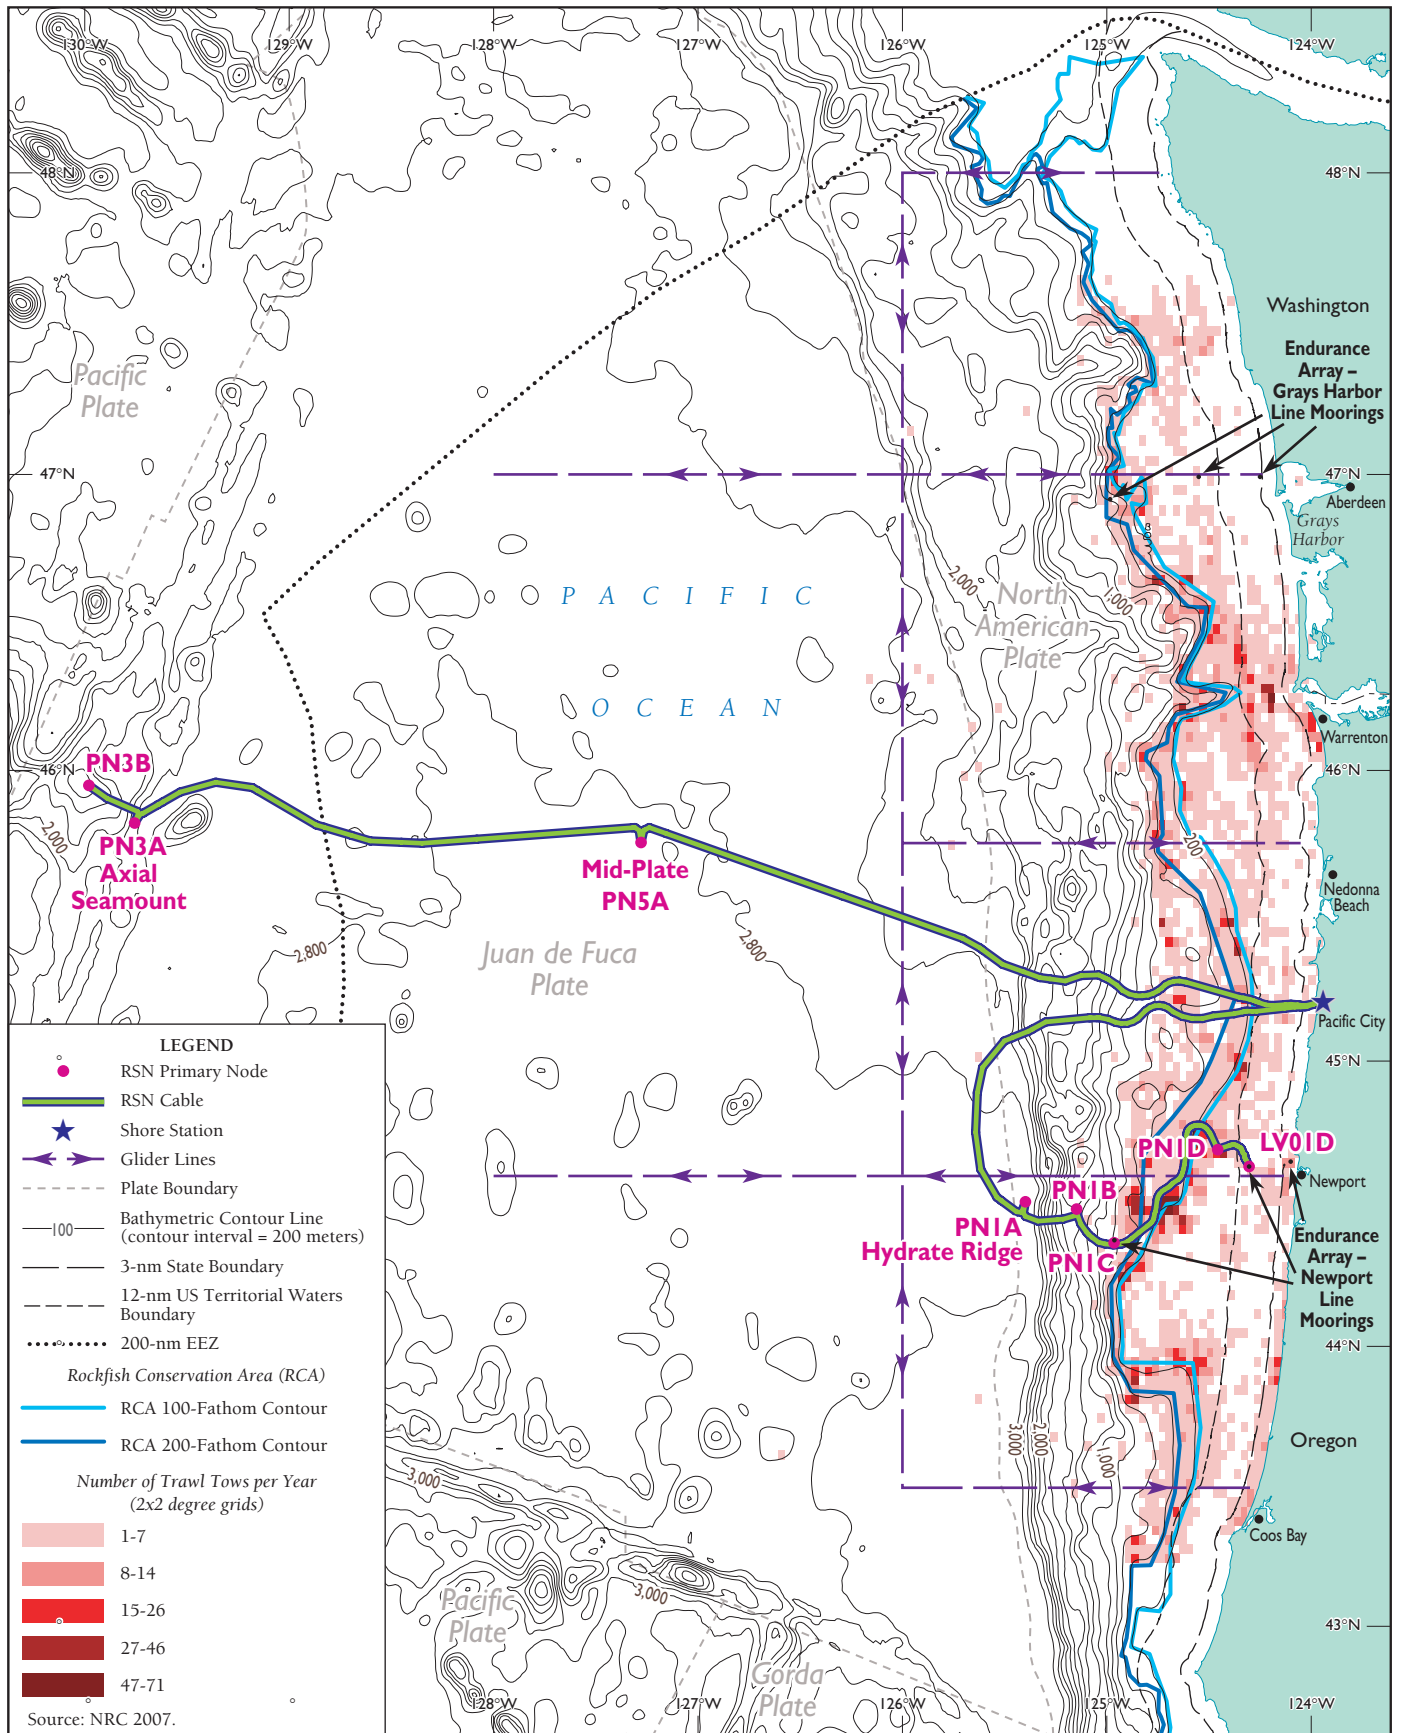 130°W
129°W
128°W
127°W
126°W
125°W
124°W
48°N
48°N
Washington
Endurance
Array –
Grays Harbor
Line Moorings
Pacific
Plate
47°N
47°N
Aberdeen
Grays
Harbor
2,000
1,000
North
American
Plate
PACIFIC
OCEAN
Warrenton
PN3B
46°N
46°N
2,000
PN3A
Axial
Seamount
Mid-Plate
PN5A
200
Nedonna
Beach
2,800
2,800
Juan de Fuca
Plate
Pacific City
45°N
PN1D
LV01D
Newport
PN1B
PN1A
Hydrate Ridge
PN1C
Endurance
Array –
Newport
Line
Moorings
44°N
3,000
2,000
1,000
Oregon
3,000
Coos Bay
3,000
Pacific
Plate
43°N
Gorda
Plate
128°W
127°W
126°W
125°W
124°W
LEGEND
RSN Primary Node
RSN Cable
Shore Station
Glider Lines
Plate Boundary
100
Bathymetric Contour Line
(contour interval = 200 meters)
3-nm State Boundary
12-nm US Territorial Waters
Boundary
200-nm EEZ
Rockfish Conservation Area (RCA)
RCA 100-Fathom Contour
RCA 200-Fathom Contour
Number of Trawl Tows per Year
(2x2 degree grids)
1-7
8-14
15-26
27-46
47-71
Source: NRC 2007.